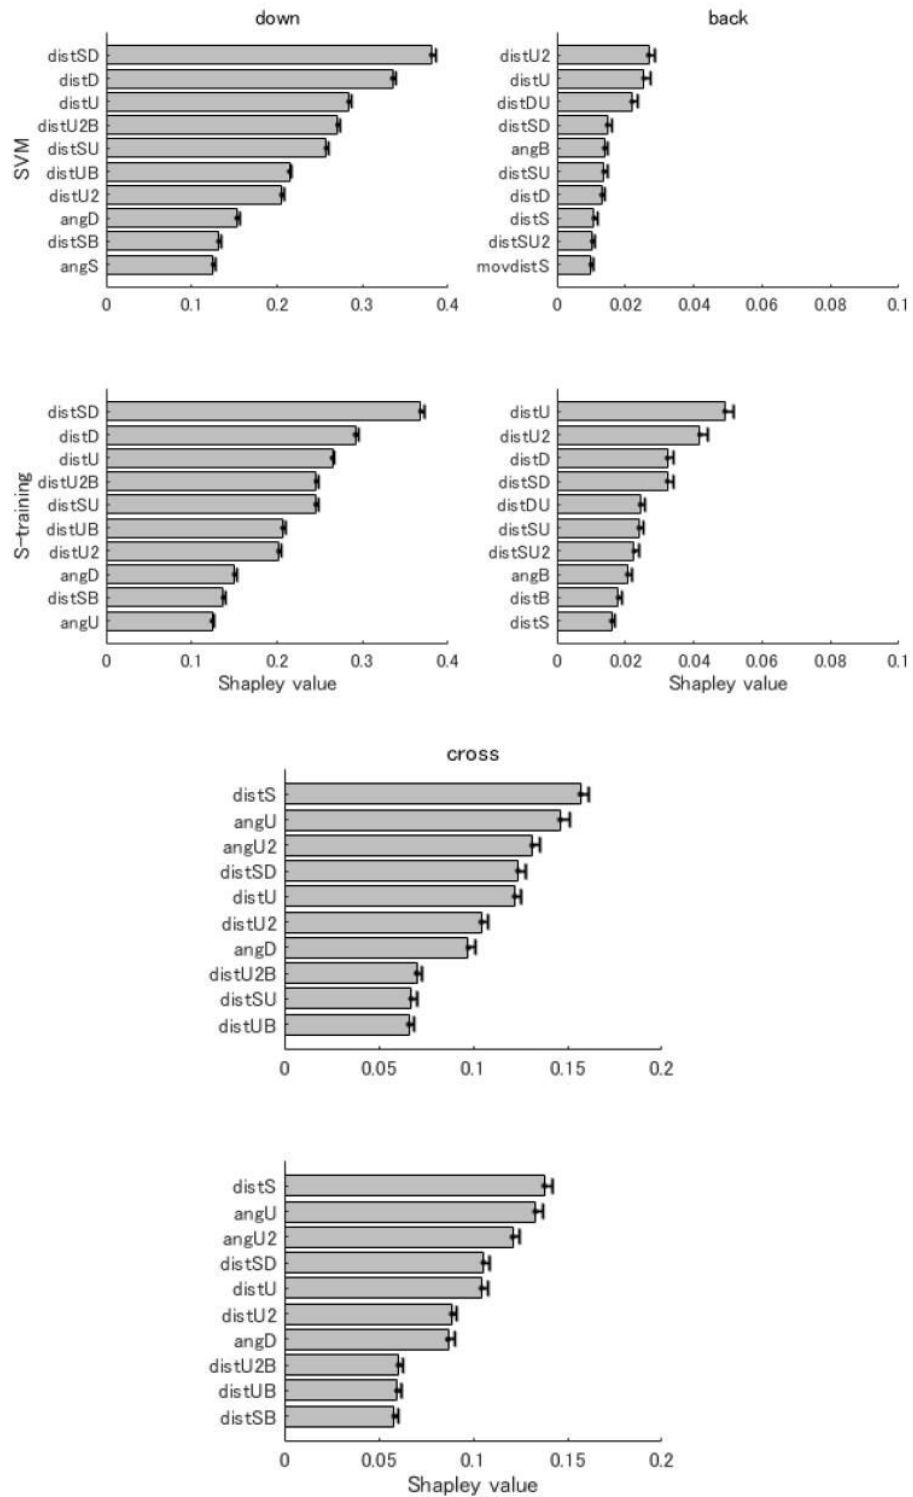 down
SVM
distSD
distD
distU
distU2B
distSU
distUB
distU2
angD
distSB
angS
0 0.1 0.2 0.3 0.4
back
distU2
distU
distDU
distSD
angB
distSU
distD
distS
distSU2
movdistS
0 0.02 0.04 0.06 0.08 0.1
S-training
distSD
distD
distU
distU2B
distSU
distUB
distU2
angD
distSB
angU
0 0.1 0.2 0.3 0.4
Shapley value
distU
distU2
distD
distSD
distDU
distSU
distSU2
angB
distB
distS
0 0.02 0.04 0.06 0.08 0.1
Shapley value
cross
distS
angU
angU2
distSD
distU
distU2
angD
distU2B
distSU
distUB
0 0.05 0.1 0.15 0.2
distS
angU
angU2
distSD
distU
distU2
angD
distU2B
distUB
distSB
0 0.05 0.1 0.15 0.2
Shapley value